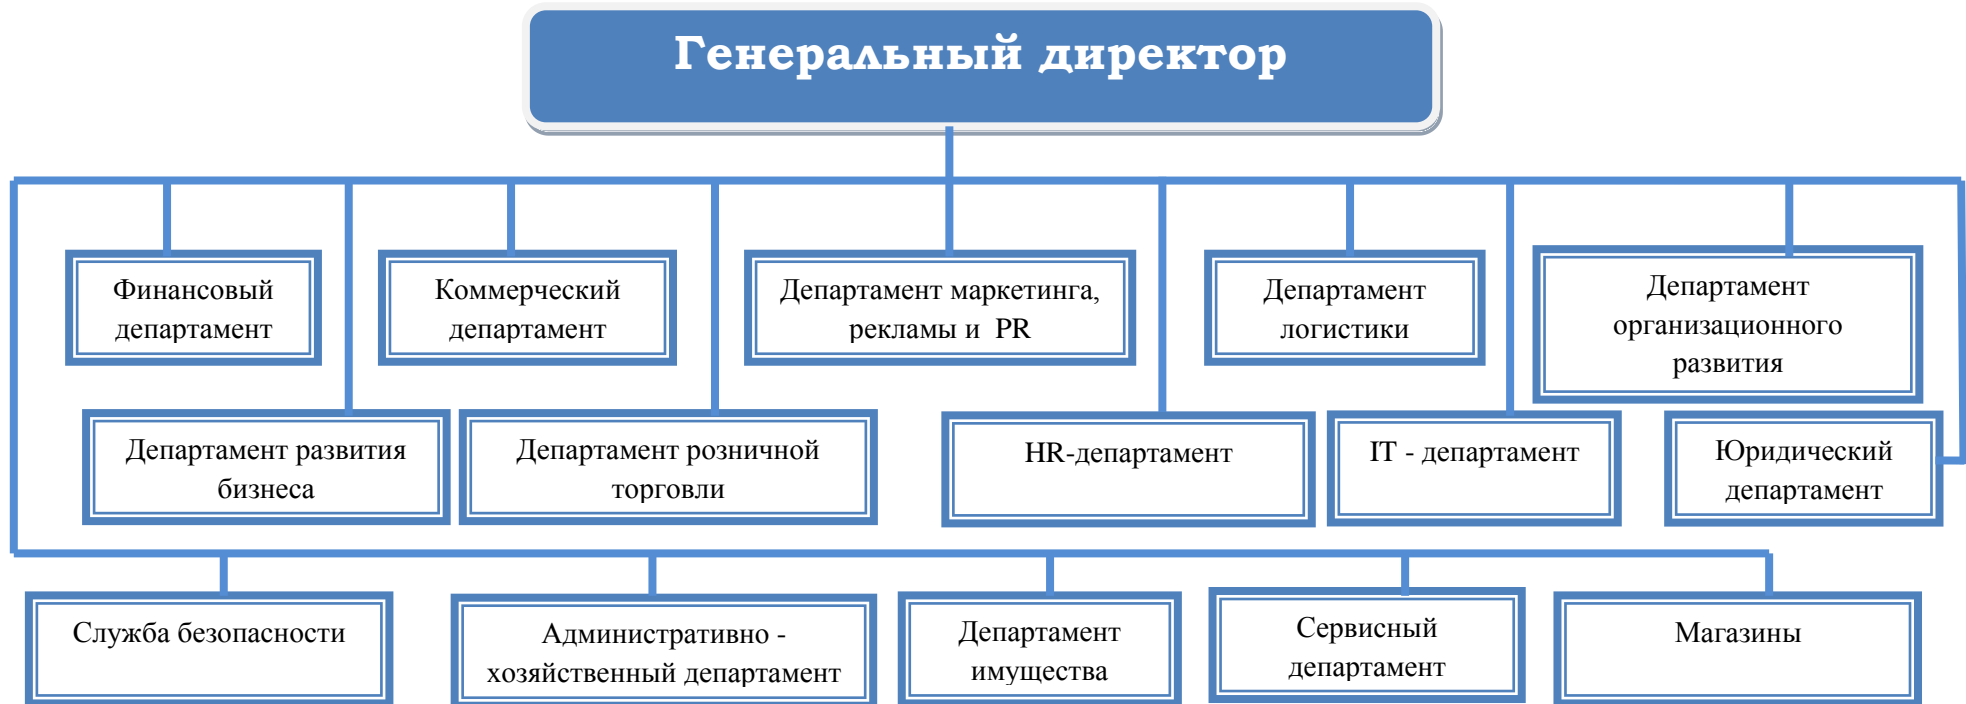 Генеральный директор
Финансовый
департамент
Коммерческий
департамент
Департамент маркетинга,
рекламы и PR
Департамент
логистики
Департамент
организационного
развития
Департамент развития
бизнеса
Департамент розничной
торговли
HR-департамент
IT - департамент
Юридический
департамент
Служба безопасности
Административно -
хозяйственный департамент
Департамент
имущества
Сервисный
департамент
Магазины